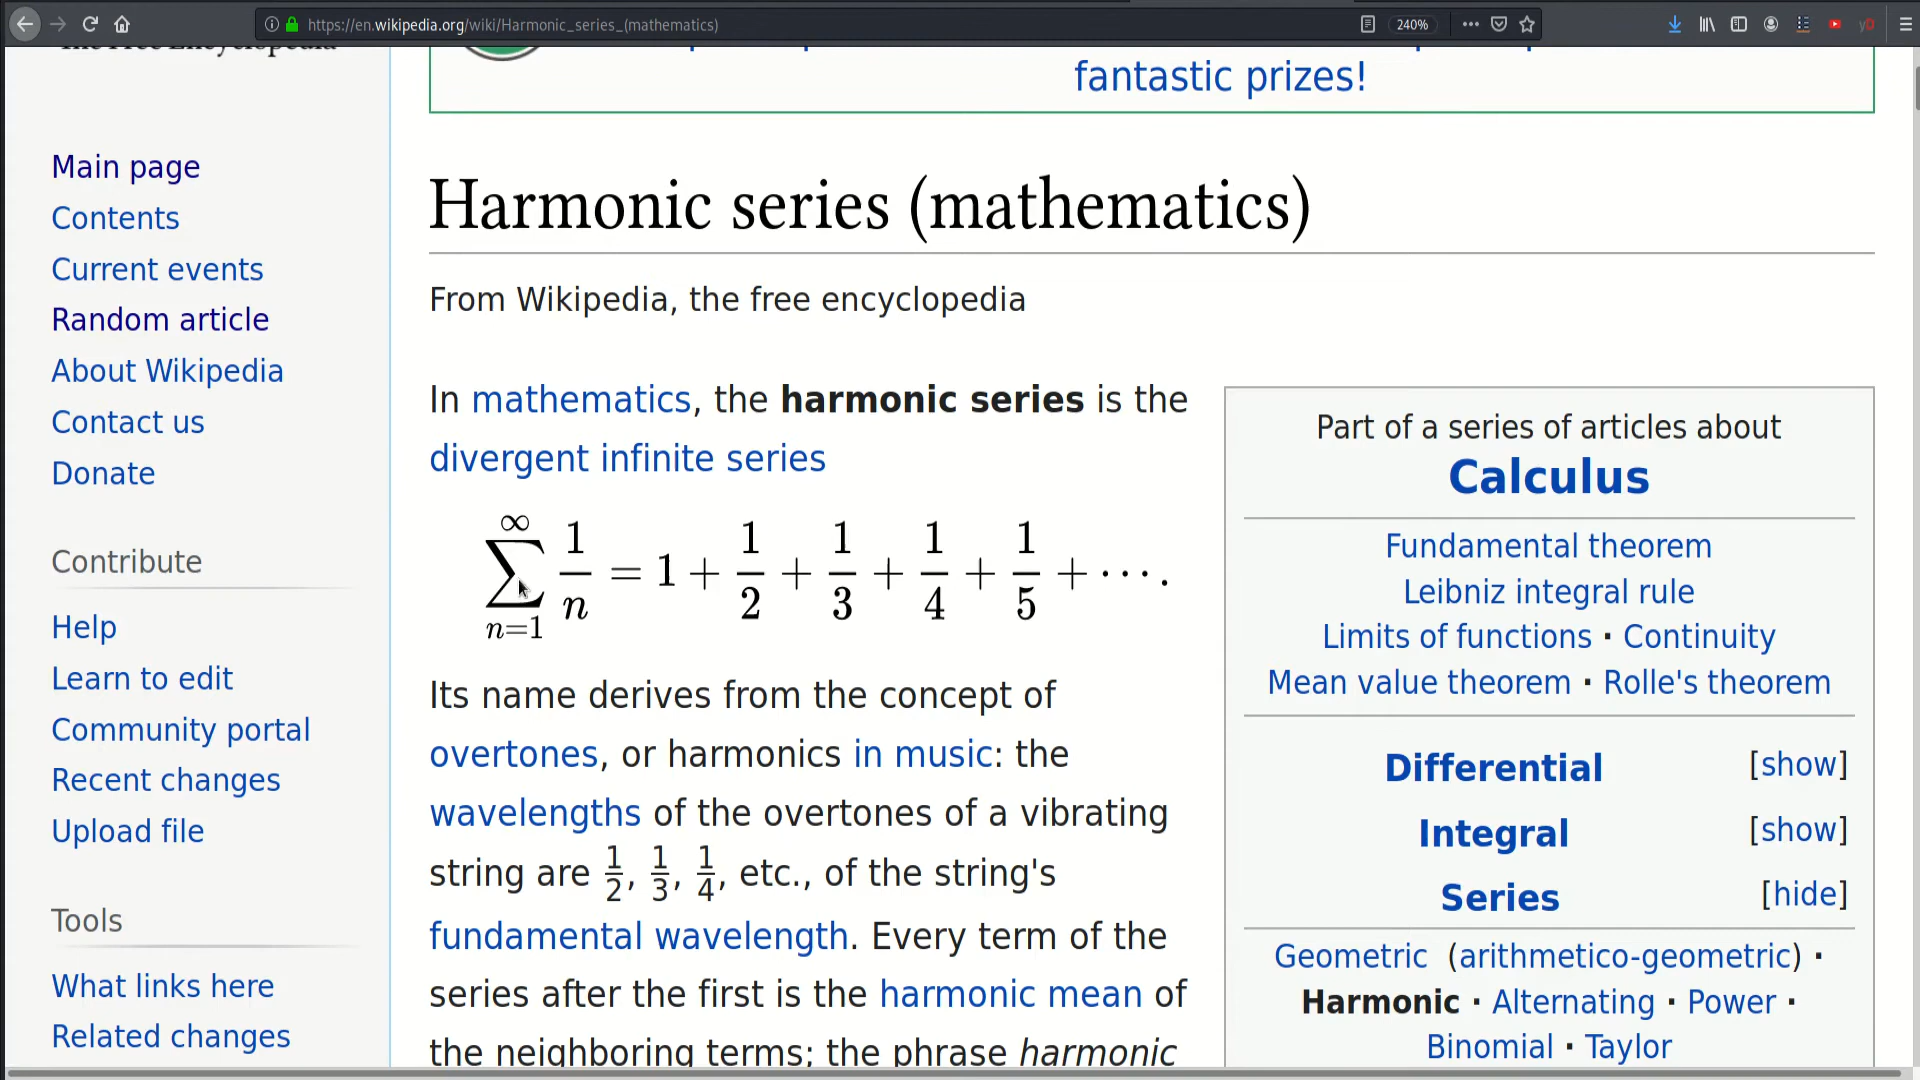 https://en.wikipedia.org/wiki/Harmonic_series_(mathematics)
240%
fantastic prizes!
Main page
Contents
Current events
Random article
About Wikipedia
Contact us
Donate
Contribute
Help
Learn to edit
Community portal
Recent changes
Upload file
Tools
What links here
Related changes
Harmonic series (mathematics)
From Wikipedia, the free encyclopedia
In mathematics, the harmonic series is the
divergent infinite series
∞
∑ 1/n = 1 + 1/2 + 1/3 + 1/4 + 1/5 + ⋯.
n=1
Its name derives from the concept of
overtones, or harmonics in music: the
wavelengths of the overtones of a vibrating
string are 1/2, 1/3, 1/4, etc., of the string's
fundamental wavelength. Every term of the
series after the first is the harmonic mean of
the neighboring terms; the phrase harmonic
Part of a series of articles about
Calculus
Fundamental theorem
Leibniz integral rule
Limits of functions · Continuity
Mean value theorem · Rolle's theorem
Differential [show]
Integral [show]
Series [hide]
Geometric (arithmetico-geometric) ·
Harmonic · Alternating · Power ·
Binomial · Taylor